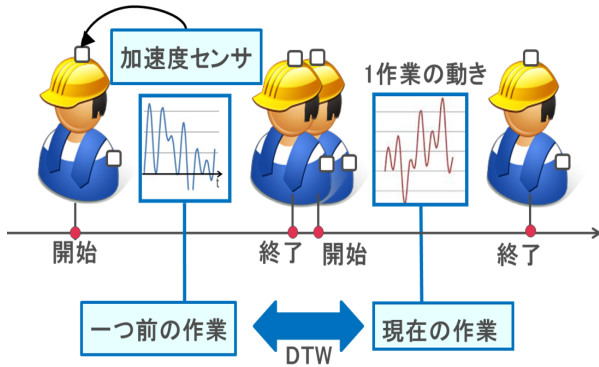 加速度センサ
1作業の動き
t
開始
終了
開始
終了
一つ前の作業
現在の作業
DTW